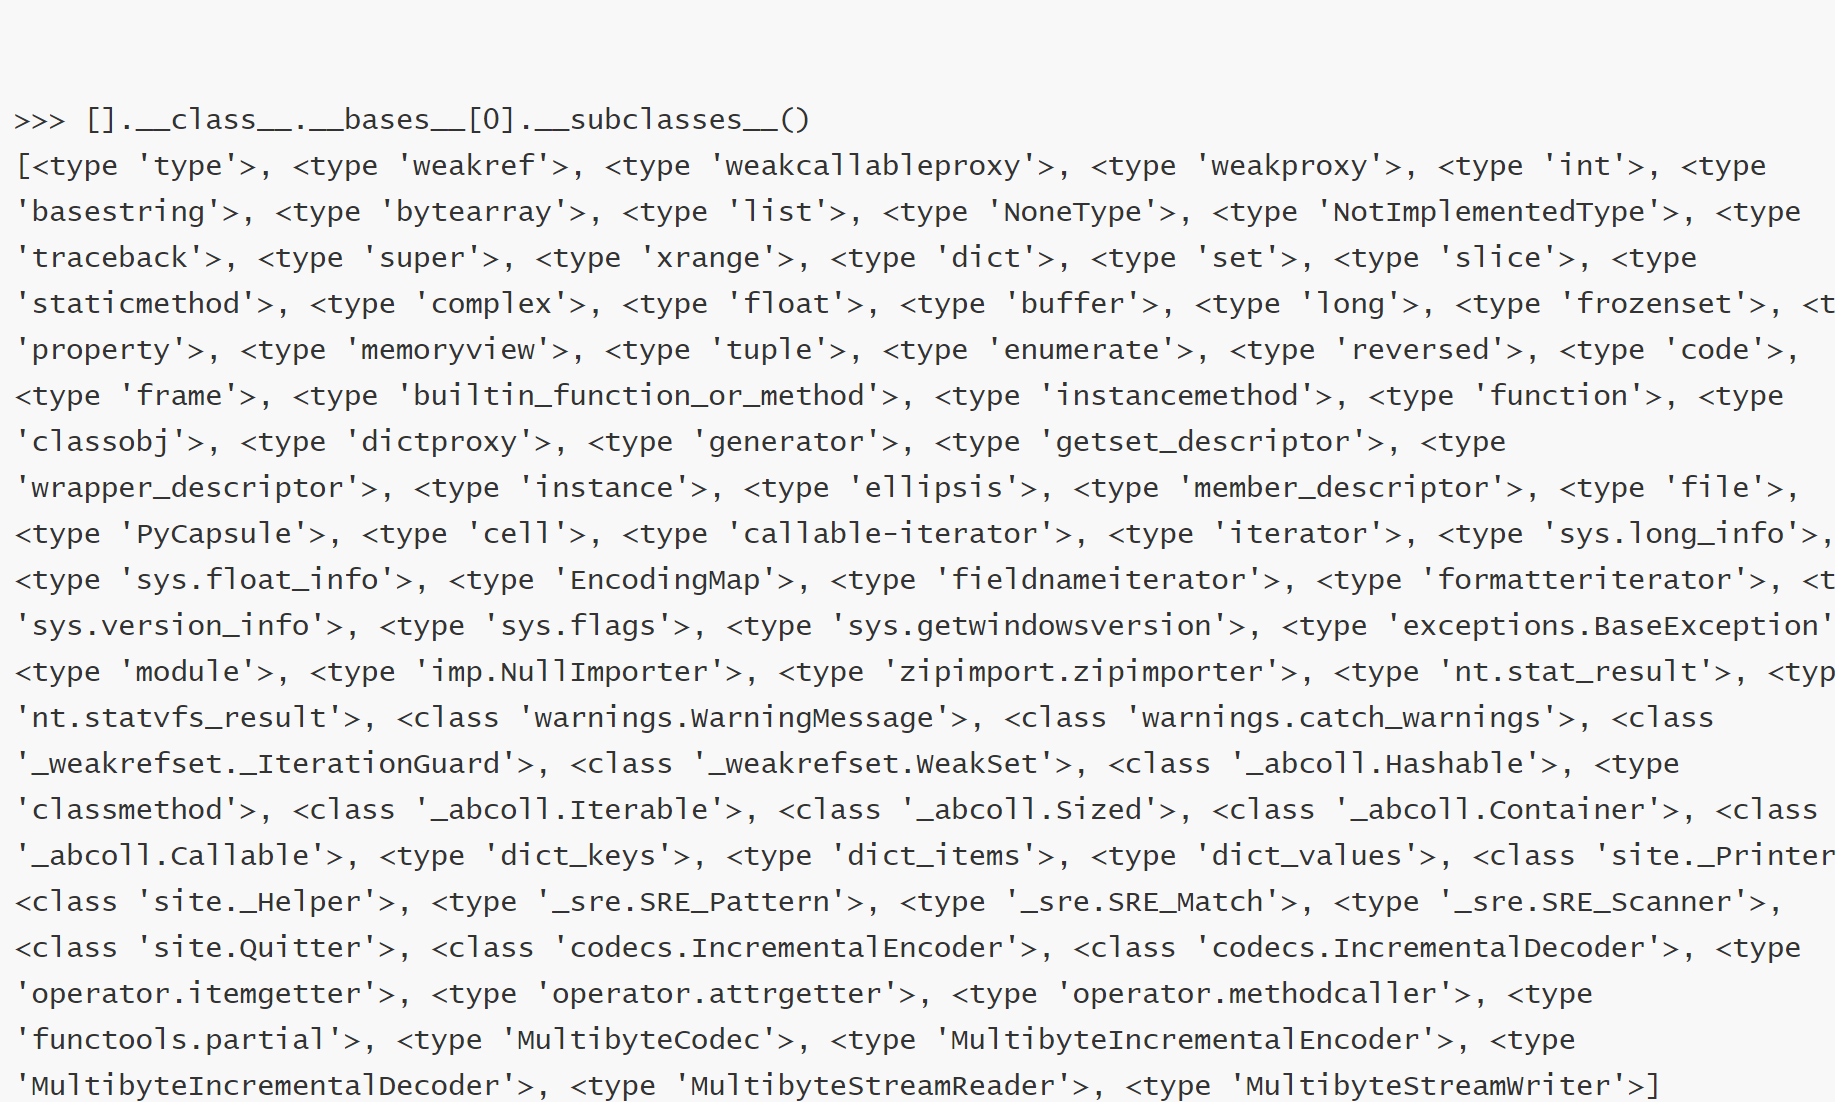 >>> [].__class__.__bases__[0].__subclasses__()
[<type 'type'>, <type 'weakref'>, <type 'weakcallableproxy'>, <type 'weakproxy'>, <type 'int'>, <type
'basestring'>, <type 'bytearray'>, <type 'list'>, <type 'NoneType'>, <type 'NotImplementedType'>, <type
'traceback'>, <type 'super'>, <type 'xrange'>, <type 'dict'>, <type 'set'>, <type 'slice'>, <type
'staticmethod'>, <type 'complex'>, <type 'float'>, <type 'buffer'>, <type 'long'>, <type 'frozenset'>, <t
'property'>, <type 'memoryview'>, <type 'tuple'>, <type 'enumerate'>, <type 'reversed'>, <type 'code'>,
<type 'frame'>, <type 'builtin_function_or_method'>, <type 'instancemethod'>, <type 'function'>, <type
'classobj'>, <type 'dictproxy'>, <type 'generator'>, <type 'getset_descriptor'>, <type
'wrapper_descriptor'>, <type 'instance'>, <type 'ellipsis'>, <type 'member_descriptor'>, <type 'file'>,
<type 'PyCapsule'>, <type 'cell'>, <type 'callable-iterator'>, <type 'iterator'>, <type 'sys.long_info'>,
<type 'sys.float_info'>, <type 'EncodingMap'>, <type 'fieldnameiterator'>, <type 'formatteriterator'>, <t
'sys.version_info'>, <type 'sys.flags'>, <type 'sys.getwindowsversion'>, <type 'exceptions.BaseException'
<type 'module'>, <type 'imp.NullImporter'>, <type 'zipimport.zipimporter'>, <type 'nt.stat_result'>, <typ
'nt.statvfs_result'>, <class 'warnings.WarningMessage'>, <class 'warnings.catch_warnings'>, <class
'_weakrefset._IterationGuard'>, <class '_weakrefset.WeakSet'>, <class '_abcoll.Hashable'>, <type
'classmethod'>, <class '_abcoll.Iterable'>, <class '_abcoll.Sized'>, <class '_abcoll.Container'>, <class
'_abcoll.Callable'>, <type 'dict_keys'>, <type 'dict_items'>, <type 'dict_values'>, <class 'site._Printer
<class 'site._Helper'>, <type '_sre.SRE_Pattern'>, <type '_sre.SRE_Match'>, <type '_sre.SRE_Scanner'>,
<class 'site.Quitter'>, <class 'codecs.IncrementalEncoder'>, <class 'codecs.IncrementalDecoder'>, <type
'operator.itemgetter'>, <type 'operator.attrgetter'>, <type 'operator.methodcaller'>, <type
'functools.partial'>, <type 'MultibyteCodec'>, <type 'MultibyteIncrementalEncoder'>, <type
'MultibyteIncrementalDecoder'>, <type 'MultibyteStreamReader'>, <type 'MultibyteStreamWriter'>]